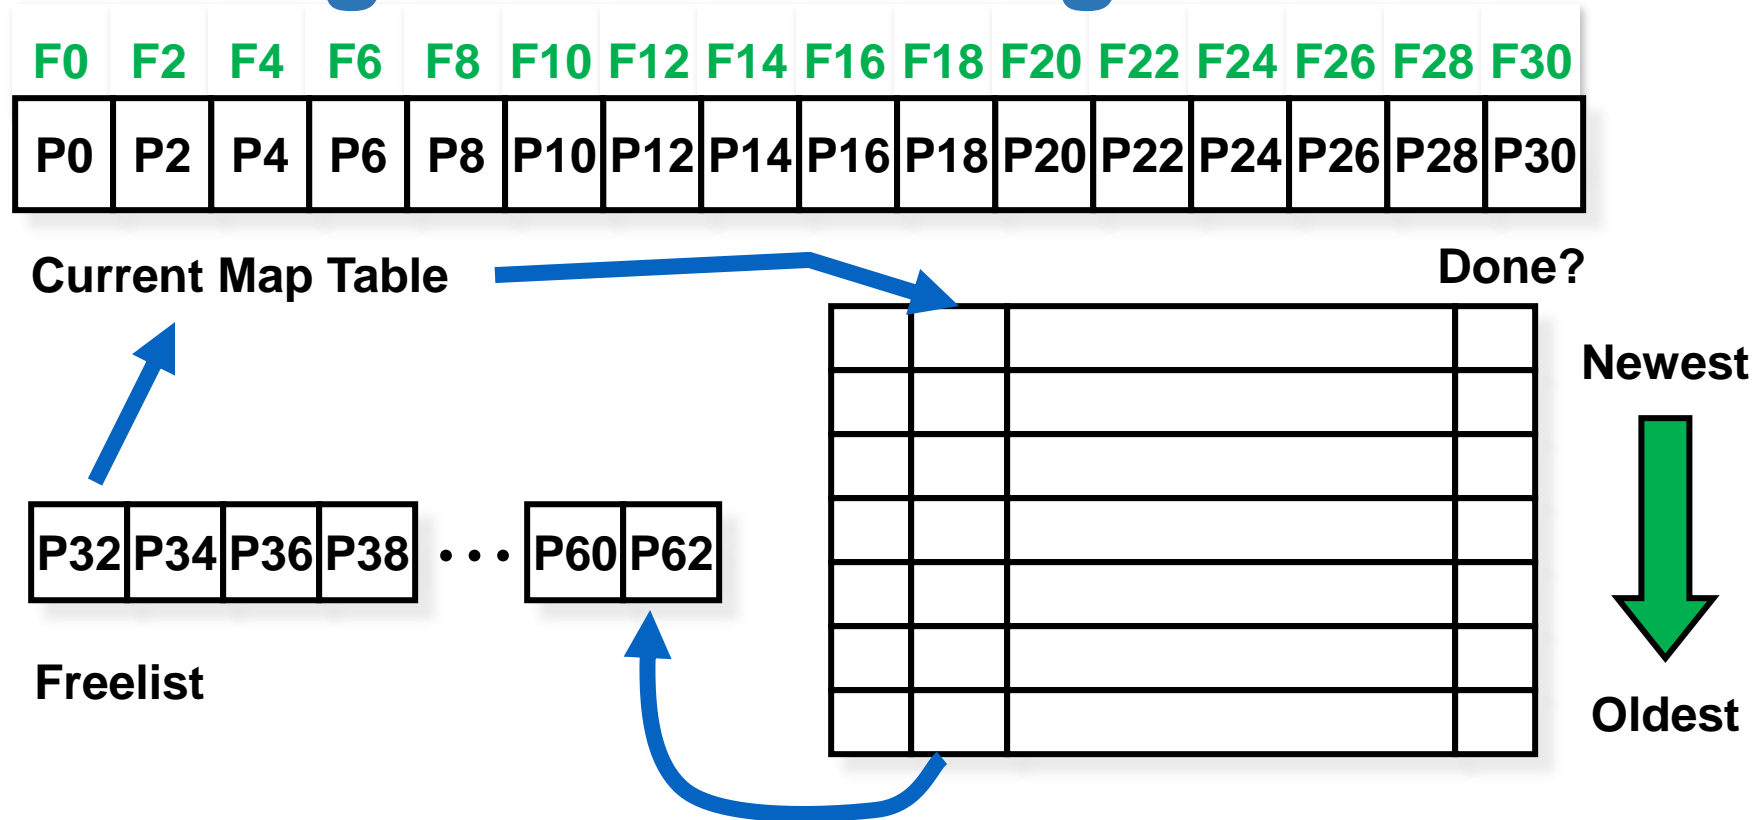 F0 F2 F4 F6 F8 F10 F12 F14 F16 F18 F20 F22 F24 F26 F28 F30
P0 P2 P4 P6 P8 P10 P12 P14 P16 P18 P20 P22 P24 P26 P28 P30
Current Map Table
Done?
Newest
P32 P34 P36 P38 ... P60 P62
Freelist
Oldest